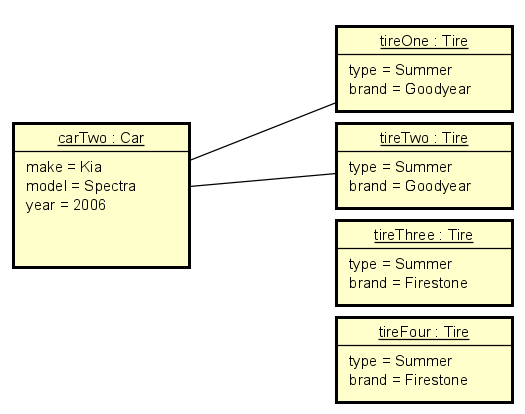 tireOne : Tire
type = Summer
brand = Goodyear
carTwo : Car
make = Kia
model = Spectra
year = 2006
tireTwo : Tire
type = Summer
brand = Goodyear
tireThree : Tire
type = Summer
brand = Firestone
tireFour : Tire
type = Summer
brand = Firestone